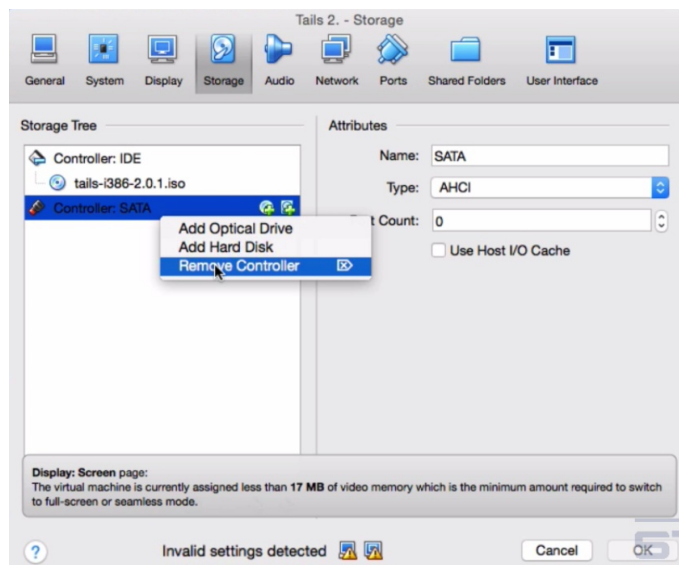 Tails 2. - Storage
General System Display Storage Audio Network Ports Shared Folders User Interface
Storage Tree
Attributes
Controller: IDE
tails-i386-2.0.1.iso
Controller: SATA
Name: SATA
Type: AHCI
t Count: 0
Use Host I/O Cache
Add Optical Drive
Add Hard Disk
Remove Controller
Display: Screen page:
The virtual machine is currently assigned less than 17 MB of video memory which is the minimum amount required to switch
to full-screen or seamless mode.
? Invalid settings detected Cancel OK